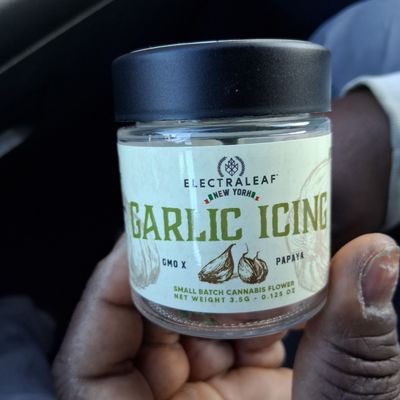 ELECTRALEAF
NEW YORK
GARLIC ICING
GMO X PAPAYA
SMALL BATCH CANNABIS FLOWER
NET WEIGHT 3.5G - 0.125 OZ